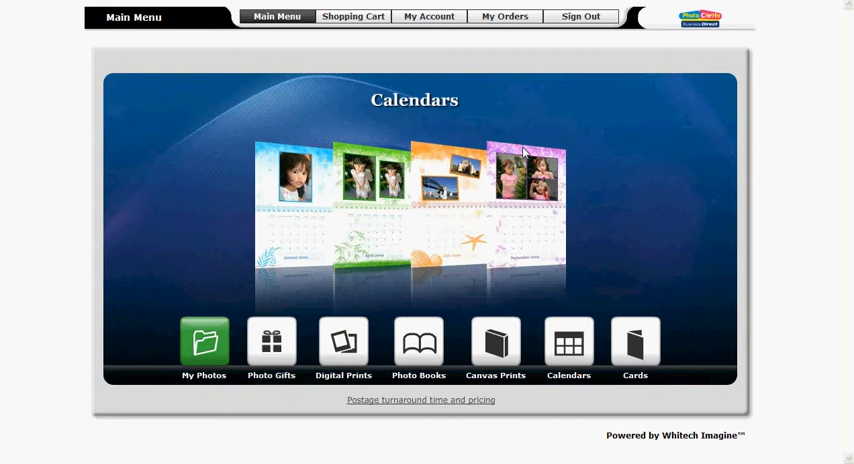 Main Menu
Main Menu
Shopping Cart
My Account
My Orders
Sign Out
Calendars
My Photos
Photo Gifts
Digital Prints
Photo Books
Canvas Prints
Calendars
Cards
Postage turnaround time and pricing
Powered by Whitech Imagine™